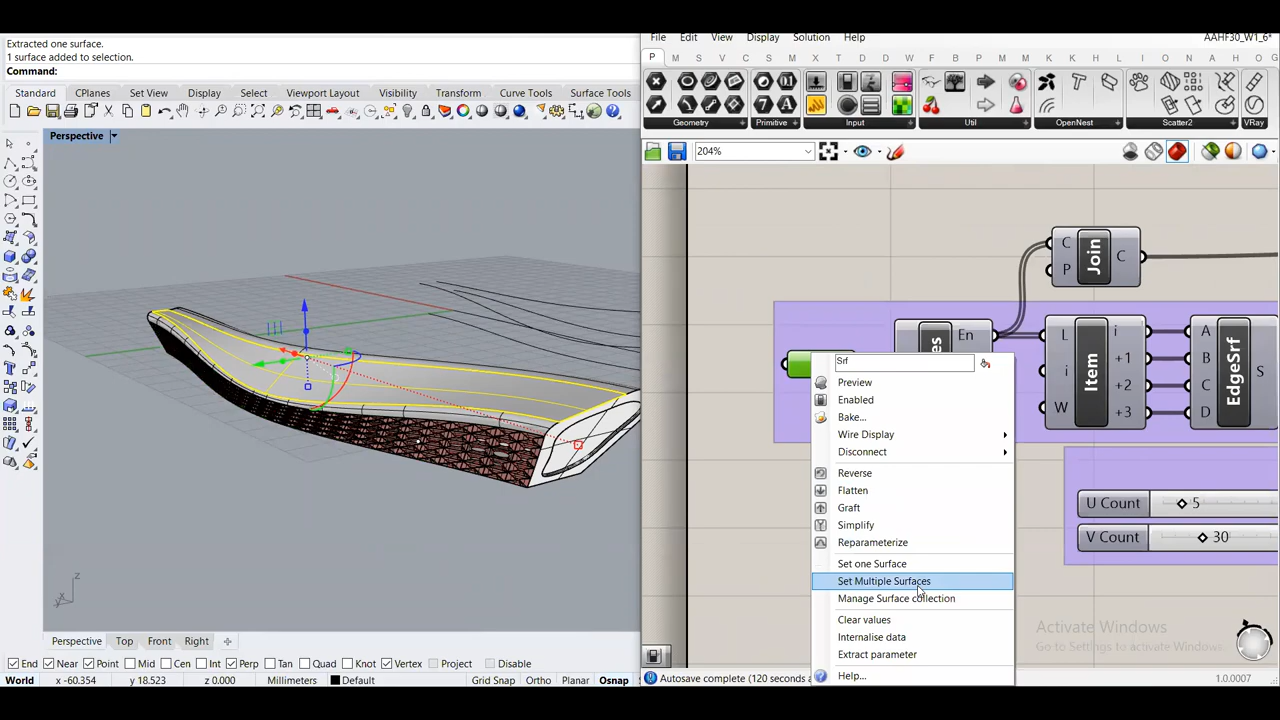 Extracted one surface.
1 surface added to selection.
Command:
Standard CPlanes Set View Display Select Viewport Layout Visibility Transform Curve Tools Surface Tools
Perspective
z
y
x
Perspective Top Front Right
End Near Point Mid Cen Int Perp Tan Quad Knot Vertex Project Disable
World x -60.354 y 18.523 z 0.000 Millimeters Default Grid Snap Ortho Planar Osnap
File Edit View Display Solution Help AAHF30_W1_6*
P M S V C S M X T D W F B K L D P S O G
Geometry Primitive Input Util OpenNest Scatter2 VRay
204%
C
P
Join
C
es
En
L
i
W
Item
i
+1
+2
+3
A
B
C
D
EdgeSrf
S
Srf
Preview
Enabled
Bake...
Wire Display
Disconnect
Reverse
Flatten
Graft
Simplify
Reparameterize
Set one Surface
Set Multiple Surfaces
Manage Surface collection
Clear values
Internalise data
Extract parameter
Help...
U Count 5
V Count 30
Activate Windows
Go to Settings to activate Windows.
Autosave complete (120 seconds a
1.0.0007